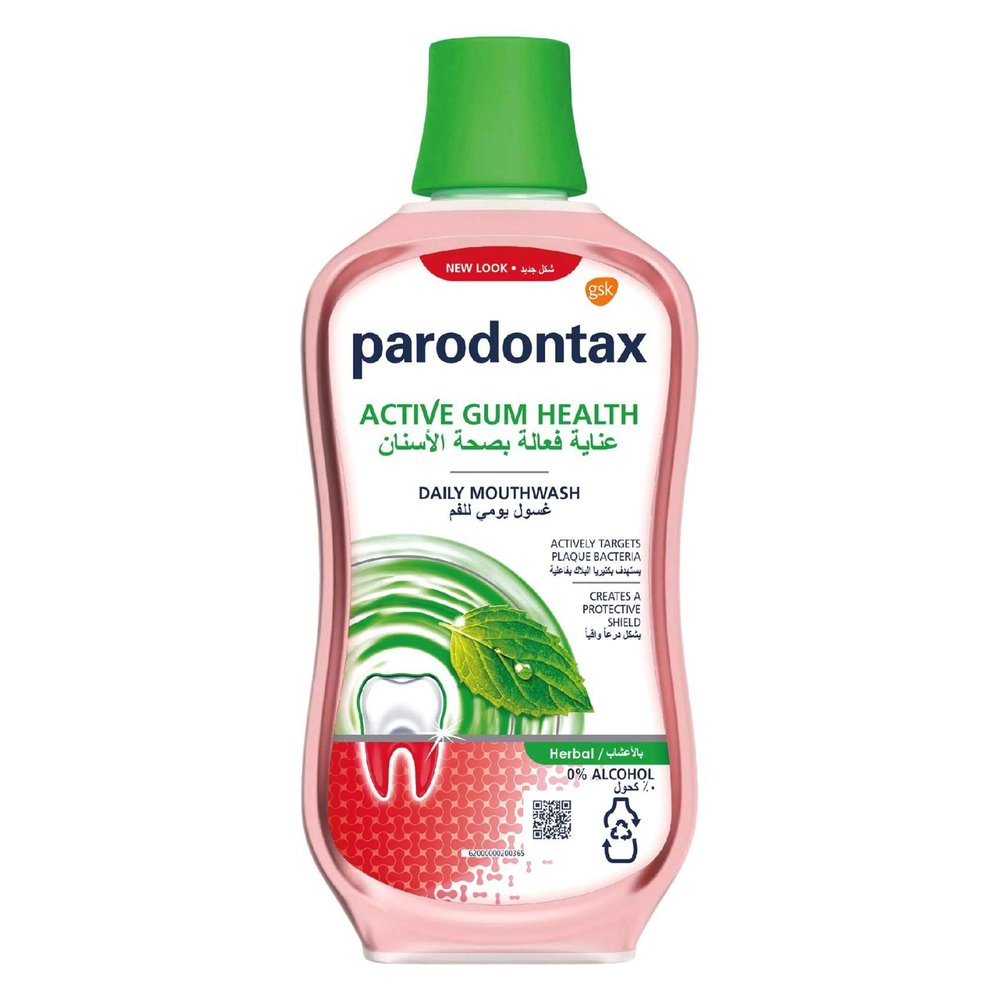 NEW LOOK • شكل جديد
gsk
parodontax
ACTIVE GUM HEALTH
عناية فعالة بصحة الأسنان
DAILY MOUTHWASH
غسول يومي للفم
ACTIVELY TARGETS
PLAQUE BACTERIA
يستهدف بكتيريا البلاك بفاعلية
CREATES A
PROTECTIVE
SHIELD
يشكل درعاً واقياً
Herbal / بالأعشاب
0% ALCOHOL
٠٪ كحول
62000000200365